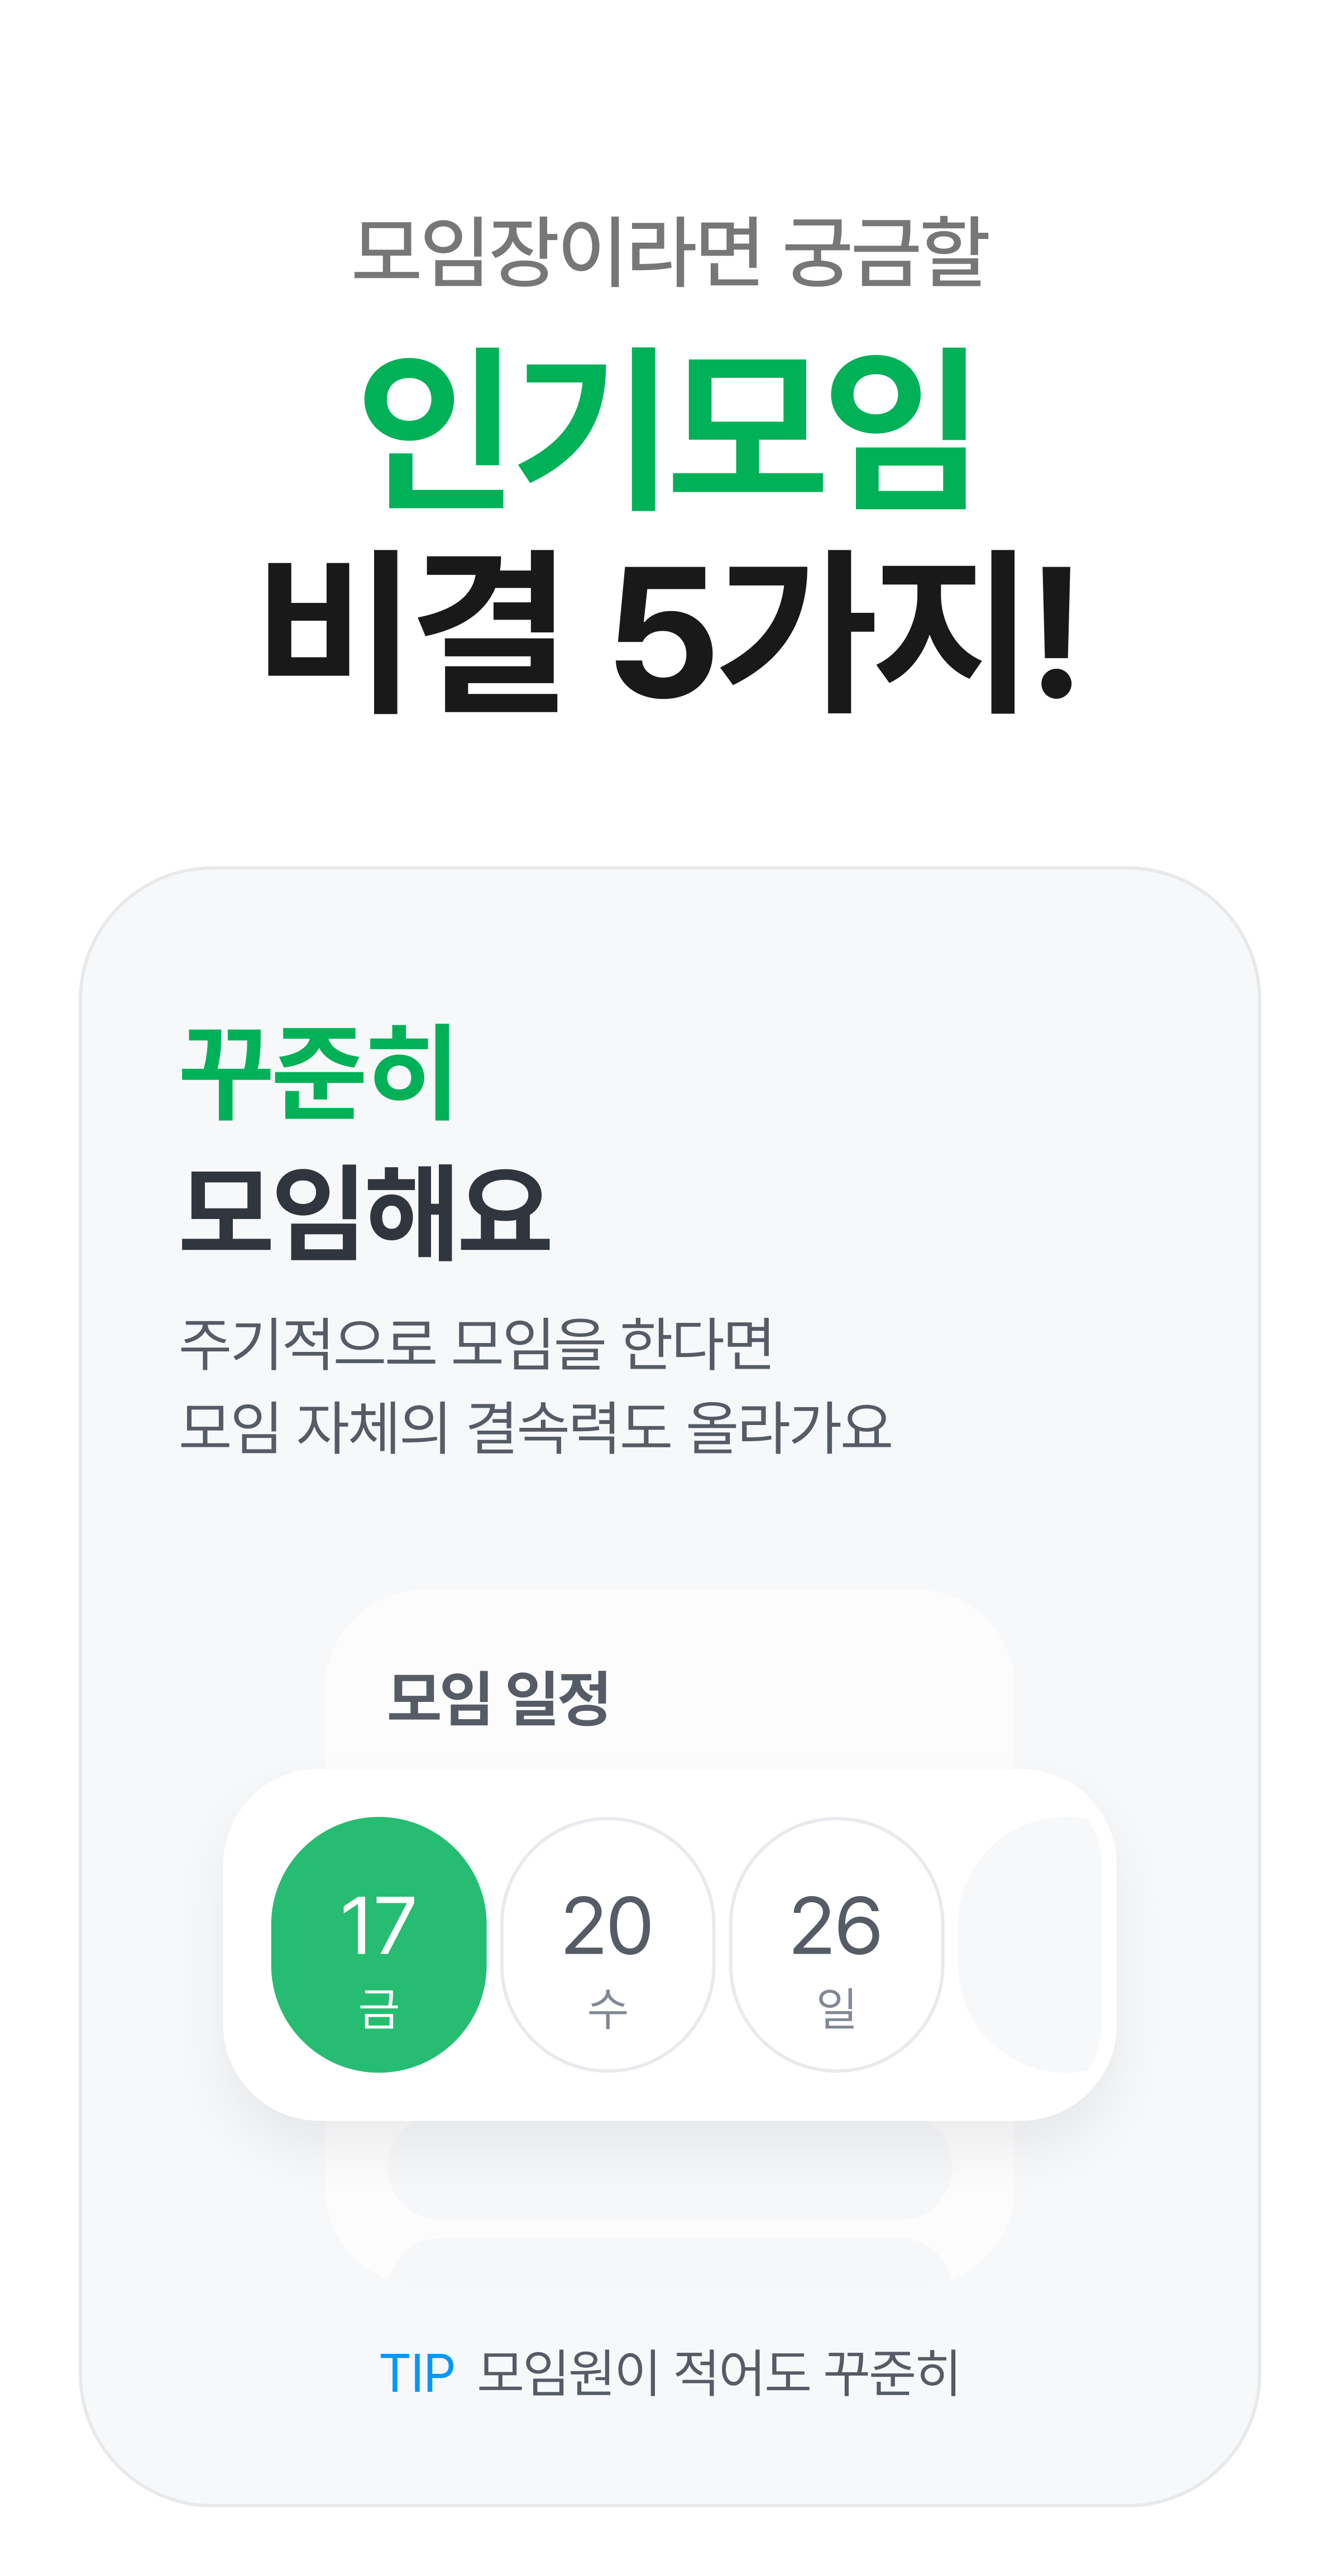 모임장이라면 궁금할
인기모임
비결 5가지!
꾸준히
모임해요
주기적으로 모임을 한다면
모임 자체의 결속력도 올라가요
모임 일정
17 20 26
금 수 일
TIP 모임원이 적어도 꾸준히